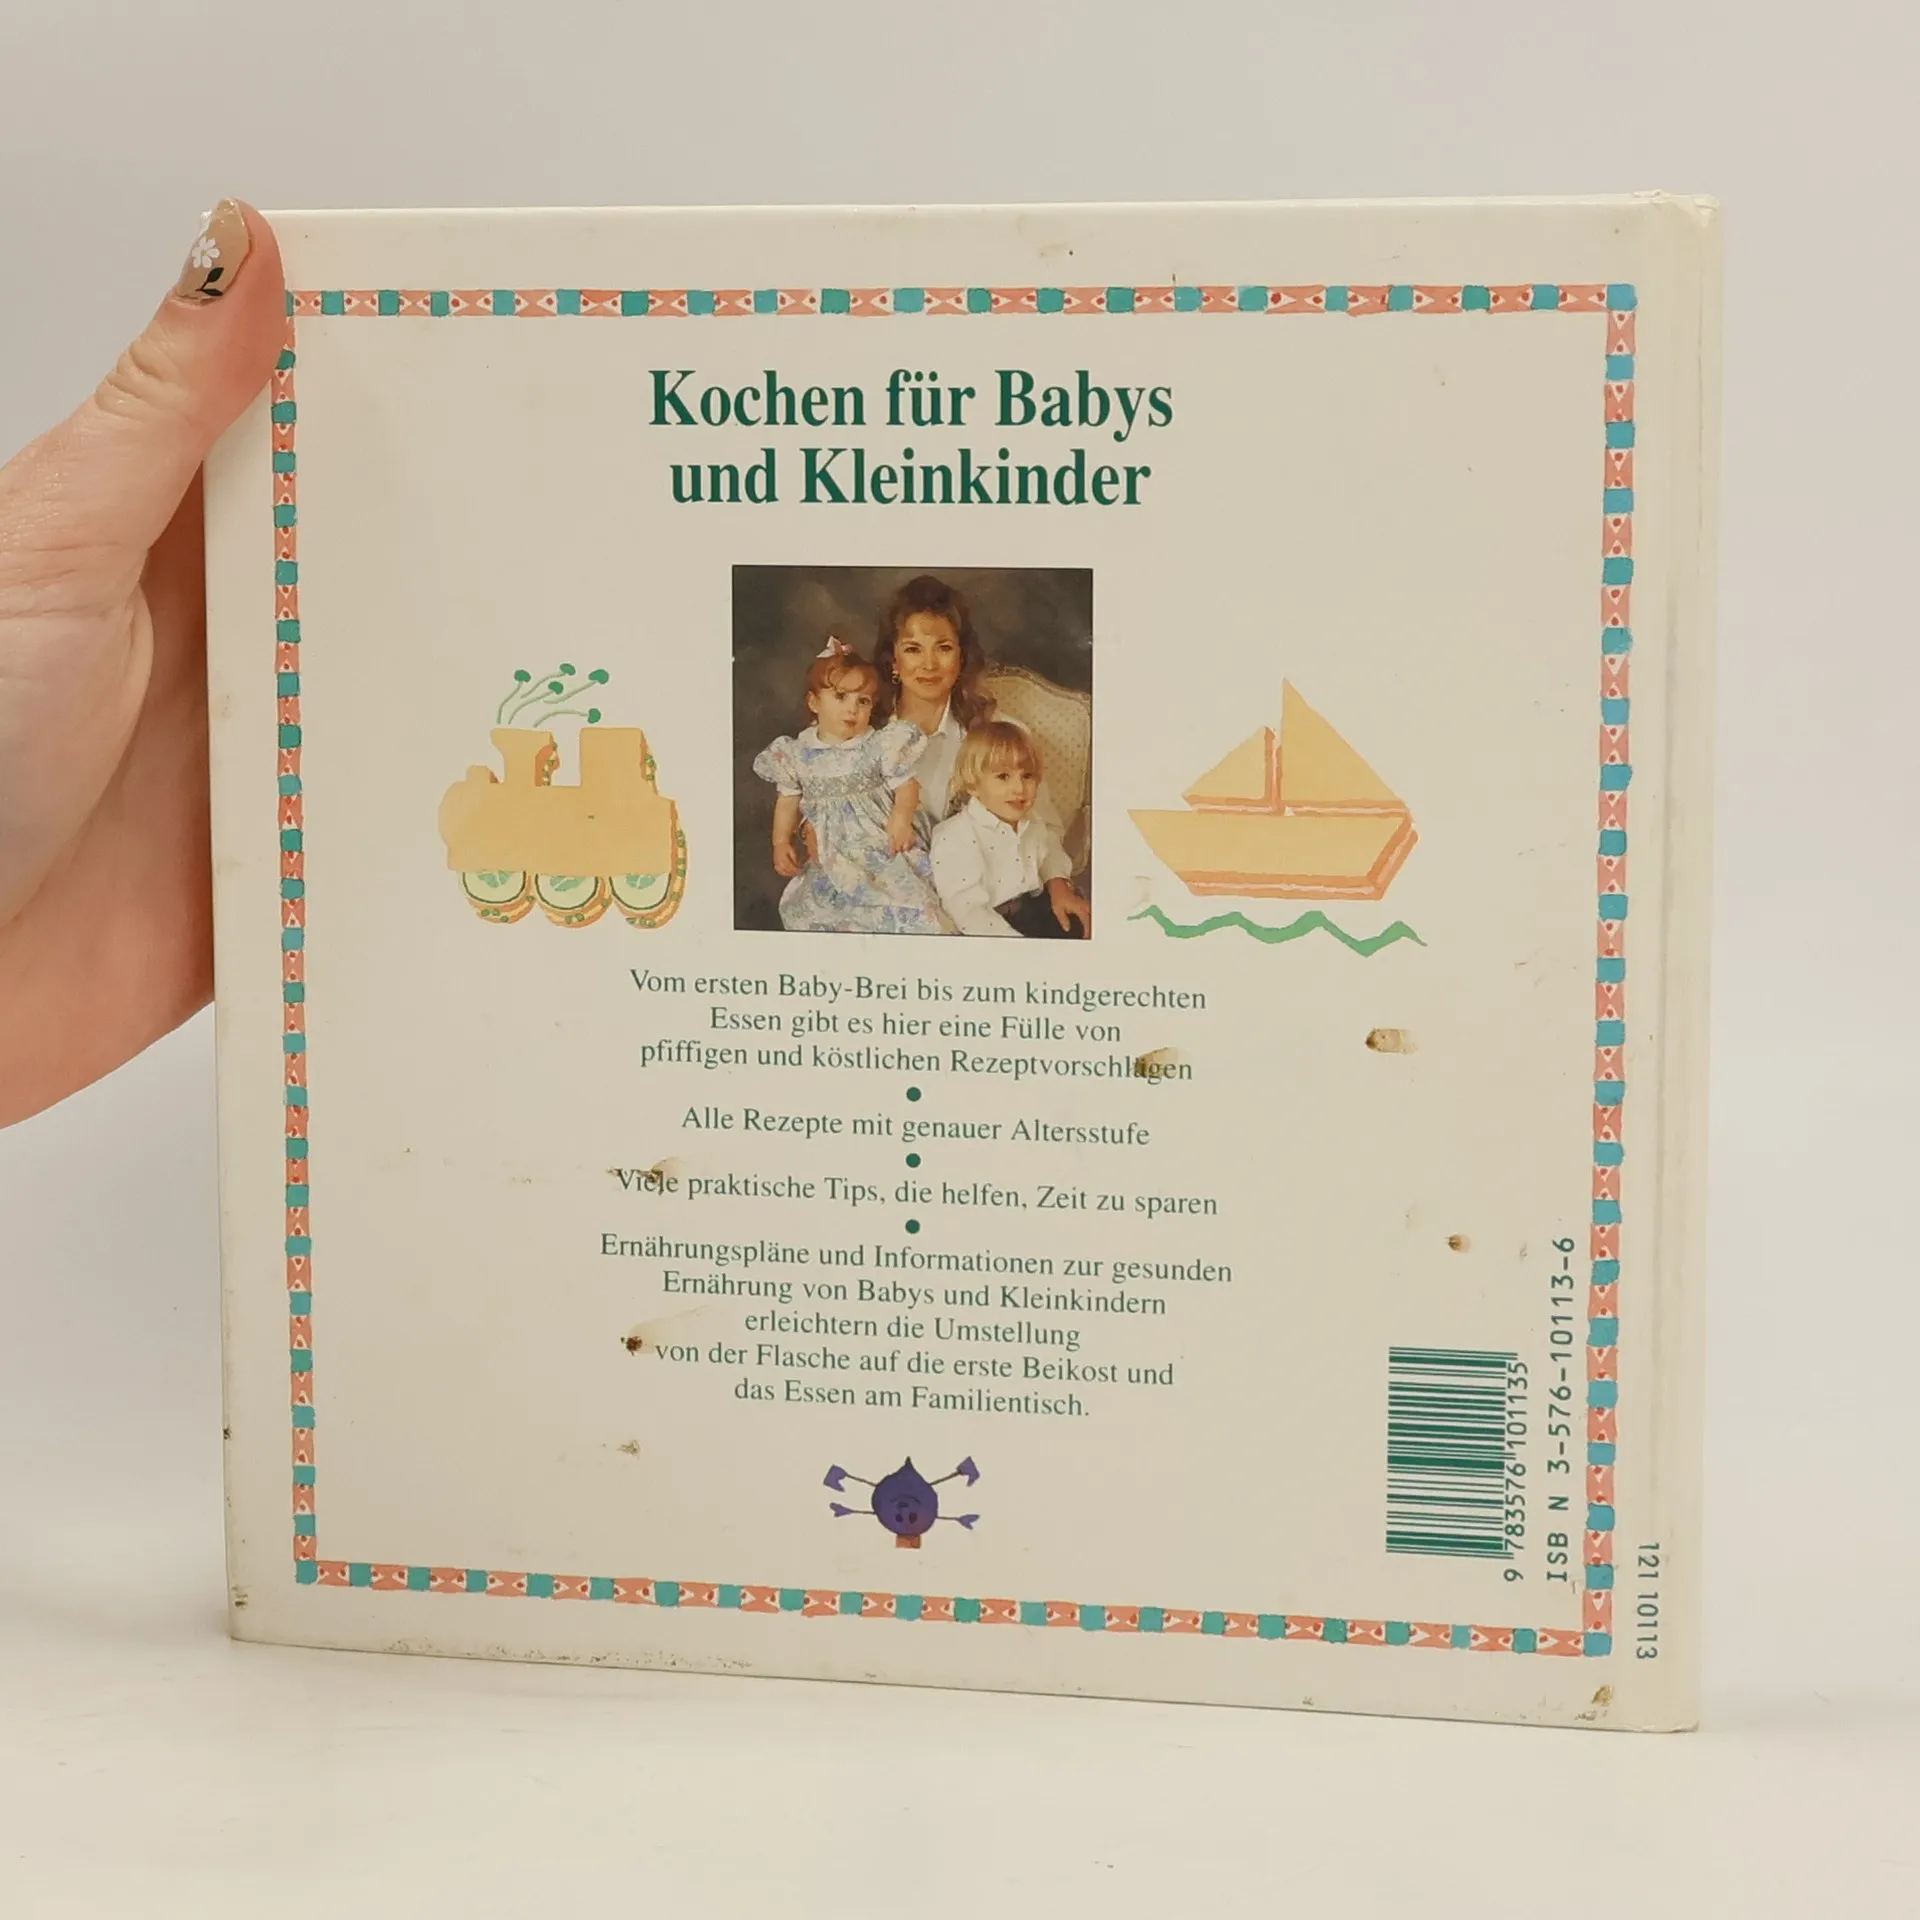 Kochen für Babys
und Kleinkinder
Vom ersten Baby-Brei bis zum kindgerechten
Essen gibt es hier eine Fülle von
pfiffigen und köstlichen Rezeptvorschlägen
•
Alle Rezepte mit genauer Altersstufe
•
Viele praktische Tips, die helfen, Zeit zu sparen
•
Ernährungspläne und Informationen zur gesunden
Ernährung von Babys und Kleinkindern
erleichtern die Umstellung
von der Flasche auf die erste Beikost und
das Essen am Familientisch.
9 783576 101135
ISBN 3-576-10113-6
121 10113